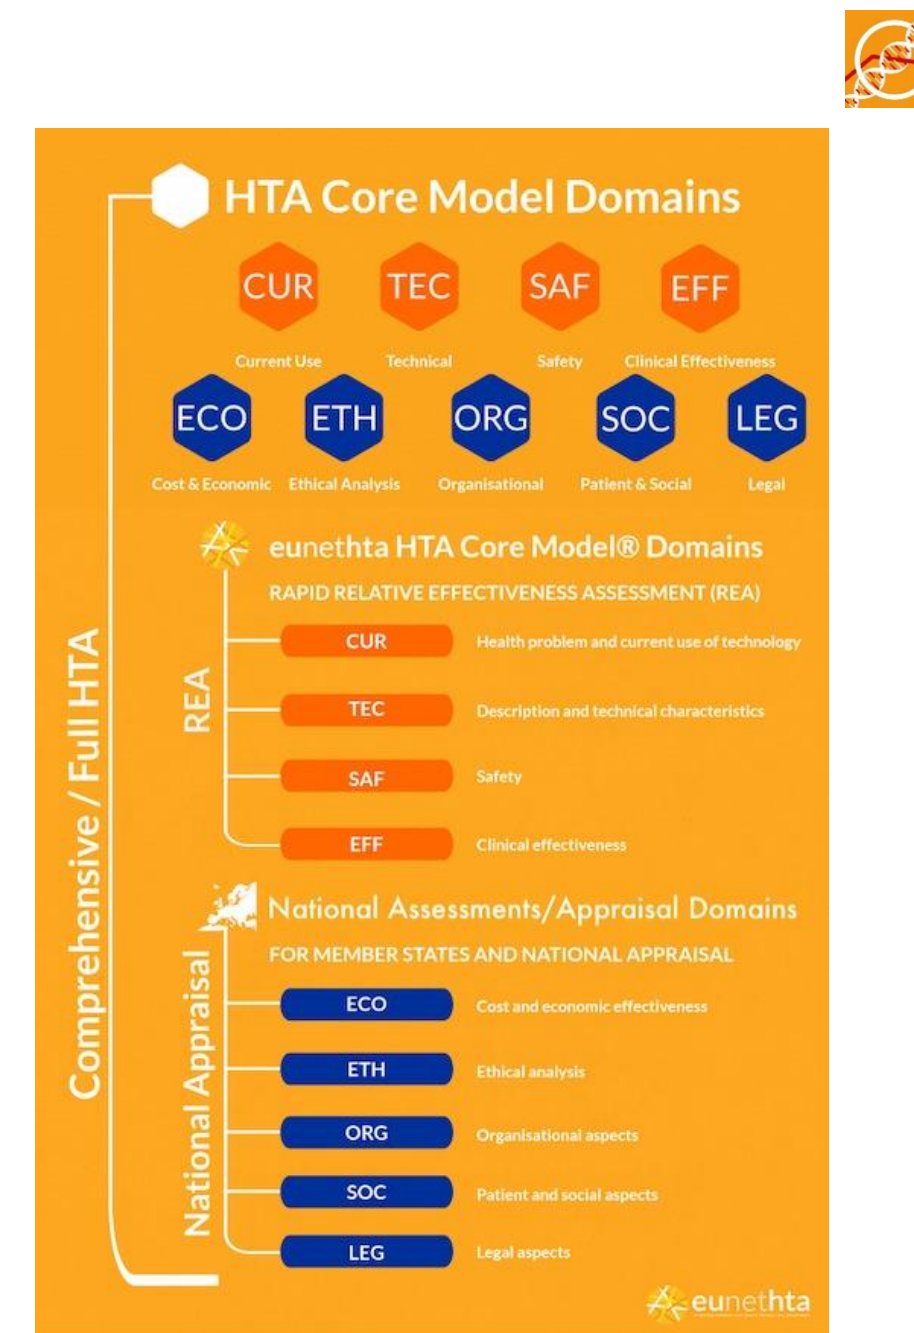 HTA Core Model Domains
CUR TEC SAF EFF
Current Use Technical Safety Clinical Effectiveness
ECO ETH ORG SOC LEG
Cost & Economic Ethical Analysis Organisational Patient & Social Legal
eunethta HTA Core Model® Domains
RAPID RELATIVE EFFECTIVENESS ASSESSMENT (REA)
Comprehensive / Full HTA
REA
CUR Health problem and current use of technology
TEC Description and technical characteristics
SAF Safety
EFF Clinical effectiveness
National Assessments/Appraisal Domains
FOR MEMBER STATES AND NATIONAL APPRAISAL
National Appraisal
ECO Cost and economic effectiveness
ETH Ethical analysis
ORG Organisational aspects
SOC Patient and social aspects
LEG Legal aspects
eunethta